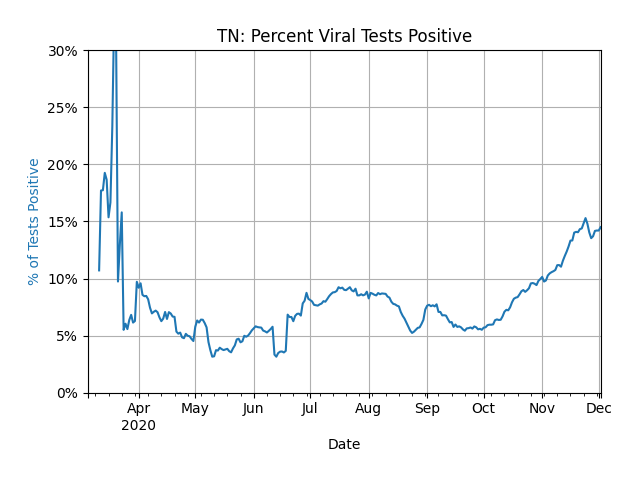 TN: Percent Viral Tests Positive
30%
25%
20%
15%
10%
5%
0%
% of Tests Positive
Apr May Jun Jul Aug Sep Oct Nov Dec
2020
Date